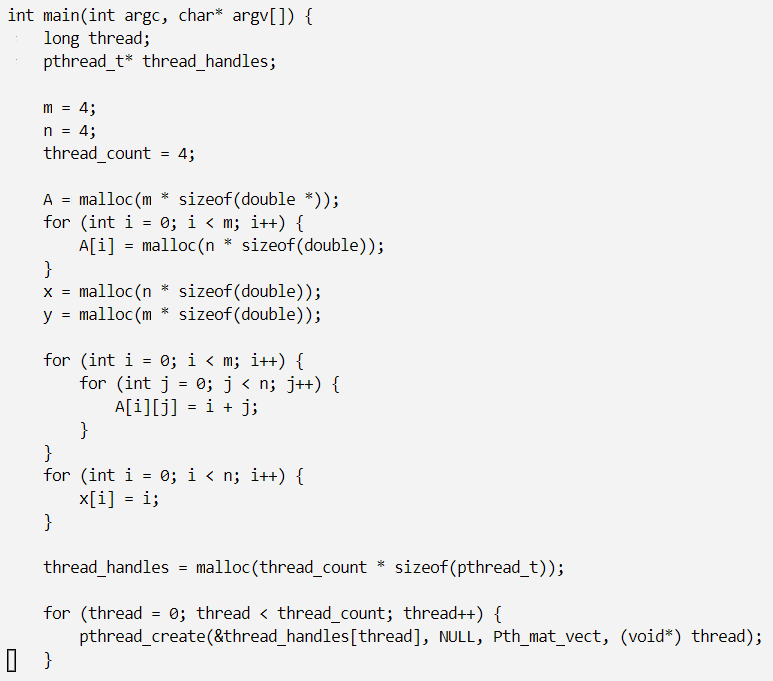 int main(int argc, char* argv[]) {
    long thread;
    pthread_t* thread_handles;

    m = 4;
    n = 4;
    thread_count = 4;

    A = malloc(m * sizeof(double *));
    for (int i = 0; i < m; i++) {
        A[i] = malloc(n * sizeof(double));
    }
    x = malloc(n * sizeof(double));
    y = malloc(m * sizeof(double));

    for (int i = 0; i < m; i++) {
        for (int j = 0; j < n; j++) {
            A[i][j] = i + j;
        }
    }
    for (int i = 0; i < n; i++) {
        x[i] = i;
    }

    thread_handles = malloc(thread_count * sizeof(pthread_t));

    for (thread = 0; thread < thread_count; thread++) {
        pthread_create(&thread_handles[thread], NULL, Pth_mat_vect, (void*) thread);
    }